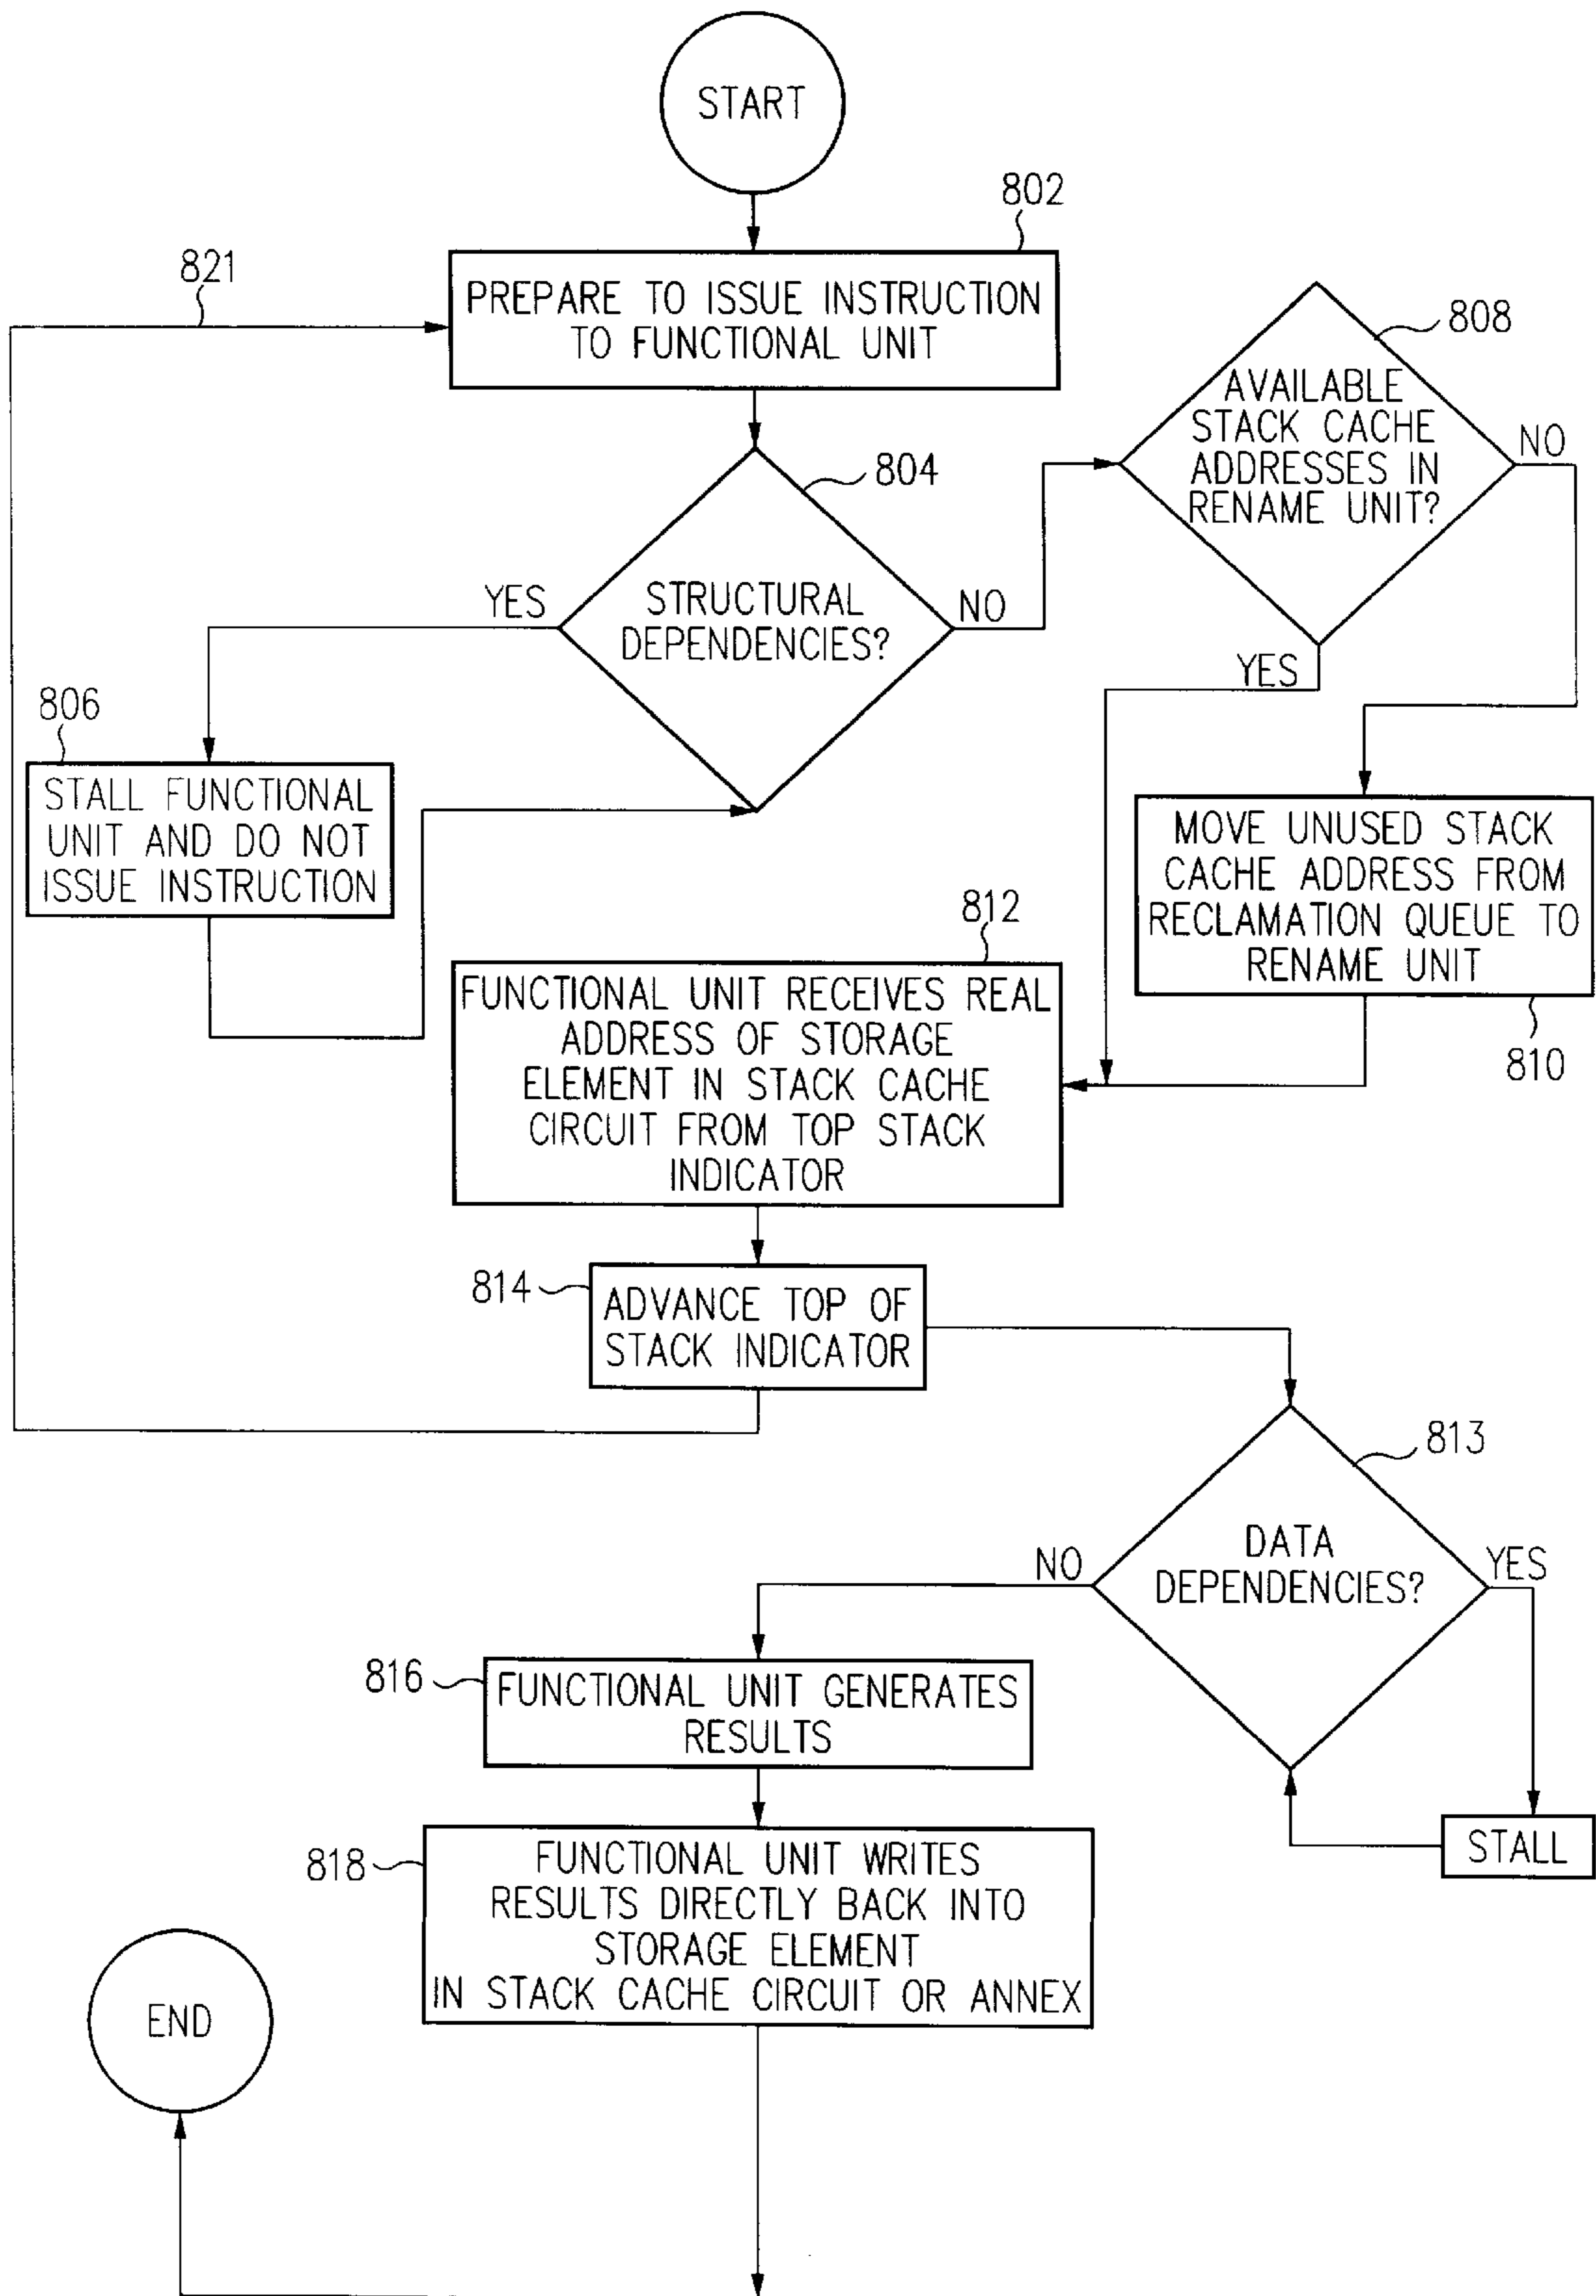 START
802
821
PREPARE TO ISSUE INSTRUCTION
TO FUNCTIONAL UNIT
808
AVAILABLE
STACK CACHE
ADDRESSES IN
RENAME UNIT?
NO
YES
804
STRUCTURAL
DEPENDENCIES?
YES
NO
806
STALL FUNCTIONAL
UNIT AND DO NOT
ISSUE INSTRUCTION
MOVE UNUSED STACK
CACHE ADDRESS FROM
RECLAMATION QUEUE TO
RENAME UNIT
810
812
FUNCTIONAL UNIT RECEIVES REAL
ADDRESS OF STORAGE
ELEMENT IN STACK CACHE
CIRCUIT FROM TOP STACK
INDICATOR
814
ADVANCE TOP OF
STACK INDICATOR
813
DATA
DEPENDENCIES?
NO
YES
816
FUNCTIONAL UNIT GENERATES
RESULTS
STALL
818
FUNCTIONAL UNIT WRITES
RESULTS DIRECTLY BACK INTO
STORAGE ELEMENT
IN STACK CACHE CIRCUIT OR ANNEX
END